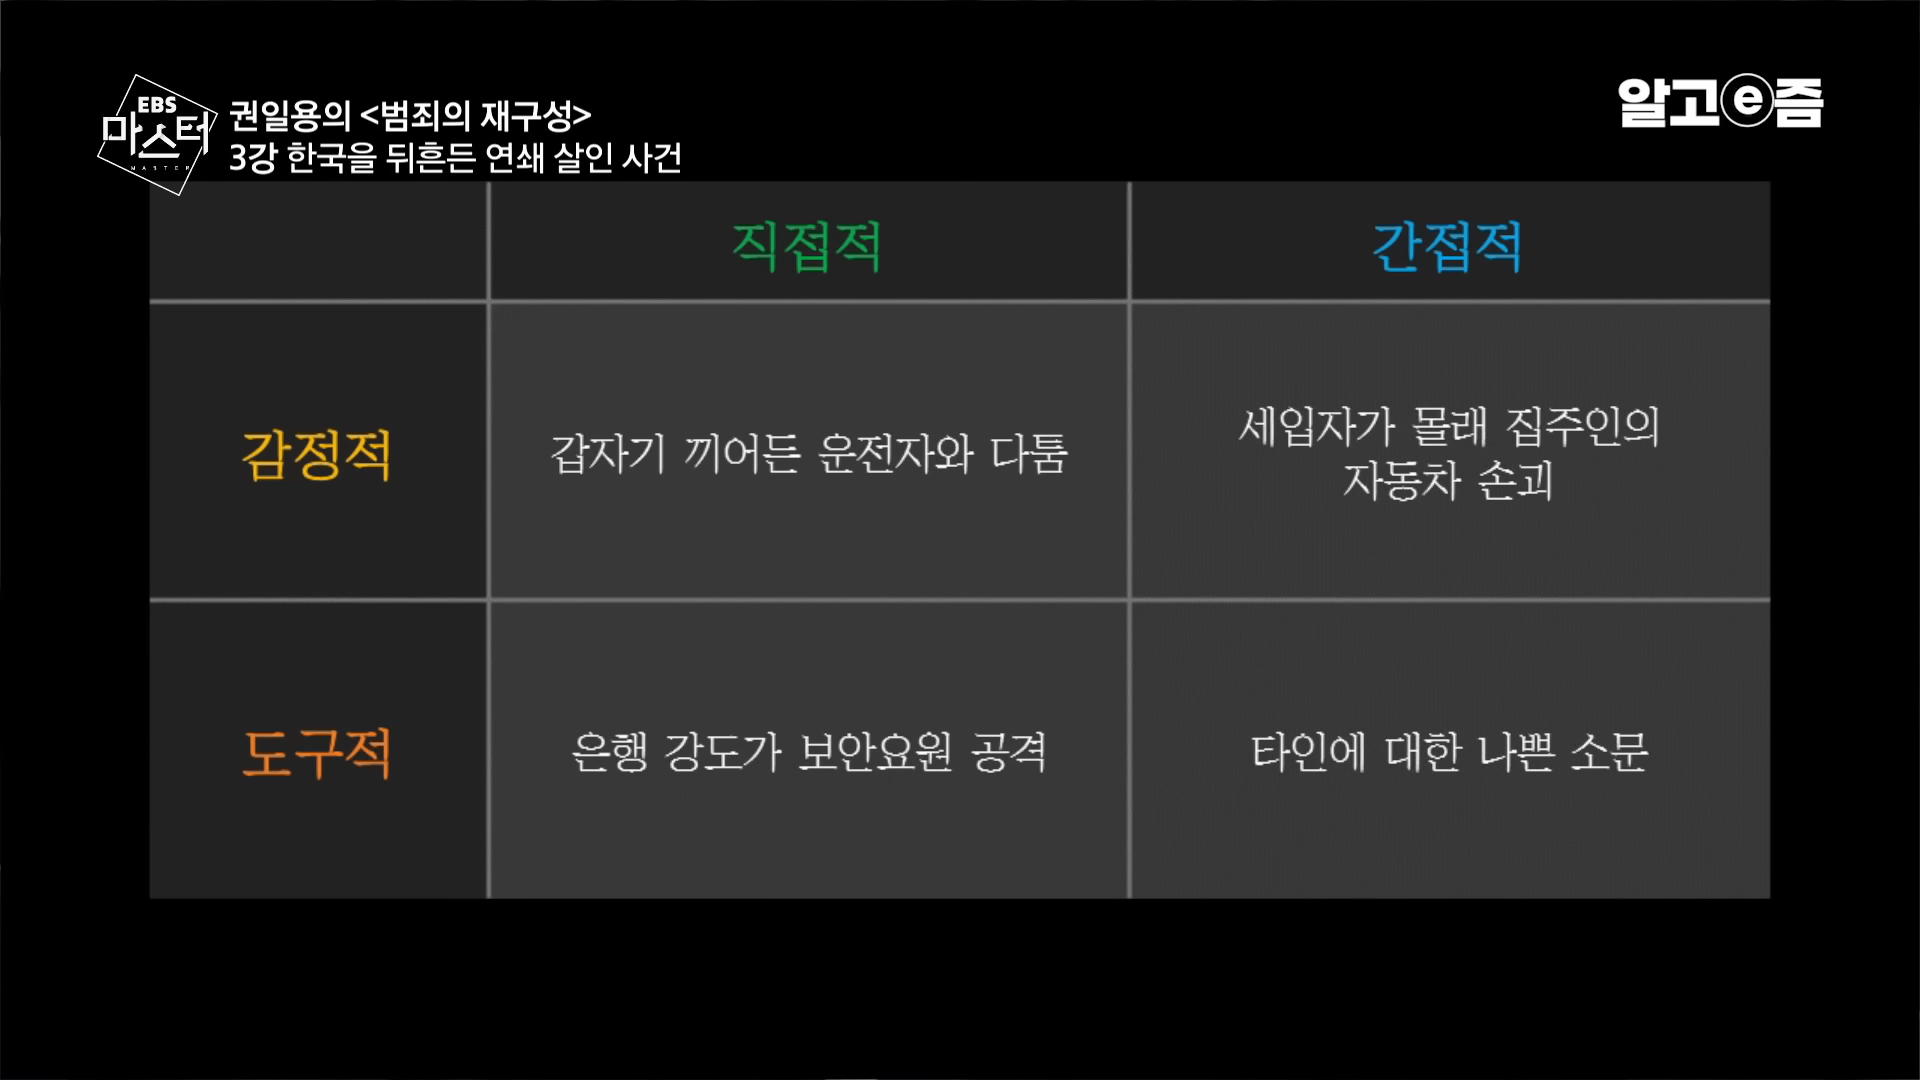 EBS
마스터
MASTER
권일용의 <범죄의 재구성>
3강 한국을 뒤흔든 연쇄 살인 사건
알고e즘
직접적
간접적
감정적
갑자기 끼어든 운전자와 다툼
세입자가 몰래 집주인의
자동차 손괴
도구적
은행 강도가 보안요원 공격
타인에 대한 나쁜 소문